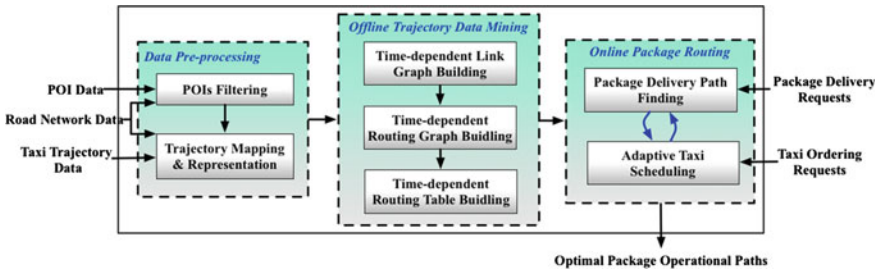 POI Data
Road Network Data
Taxi Trajectory
Data
Data Pre-processing
POIs Filtering
Trajectory Mapping
& Representation
Offline Trajectory Data Mining
Time-dependent Link
Graph Building
Time-dependent
Routing Graph Buidling
Time-dependent
Routing Table Buidling
Online Package Routing
Package Delivery Path
Finding
Adaptive Taxi
Scheduling
Package Delivery
Requests
Taxi Ordering
Requests
Optimal Package Operational Paths